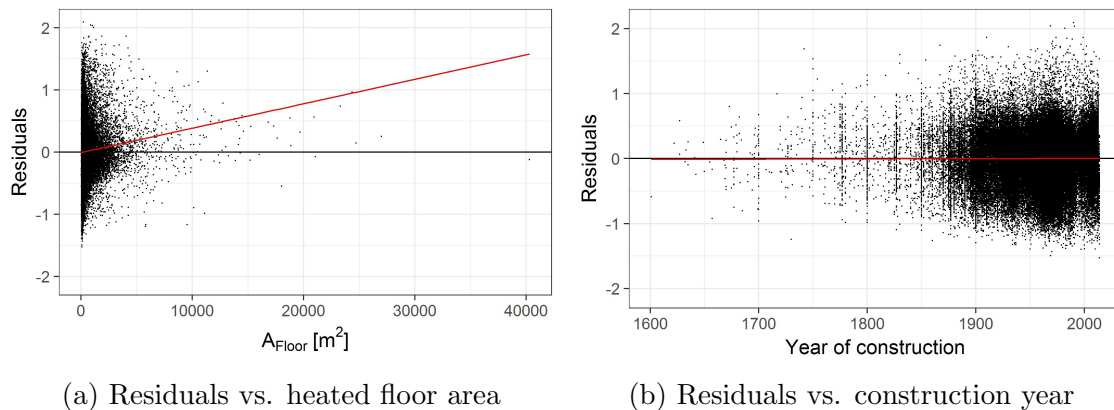 2
1
0
-1
-2
Residuals
0 10000 20000 30000 40000
A_Floor [m²]
(a) Residuals vs. heated floor area
2
1
0
-1
-2
Residuals
1600 1700 1800 1900 2000
Year of construction
(b) Residuals vs. construction year